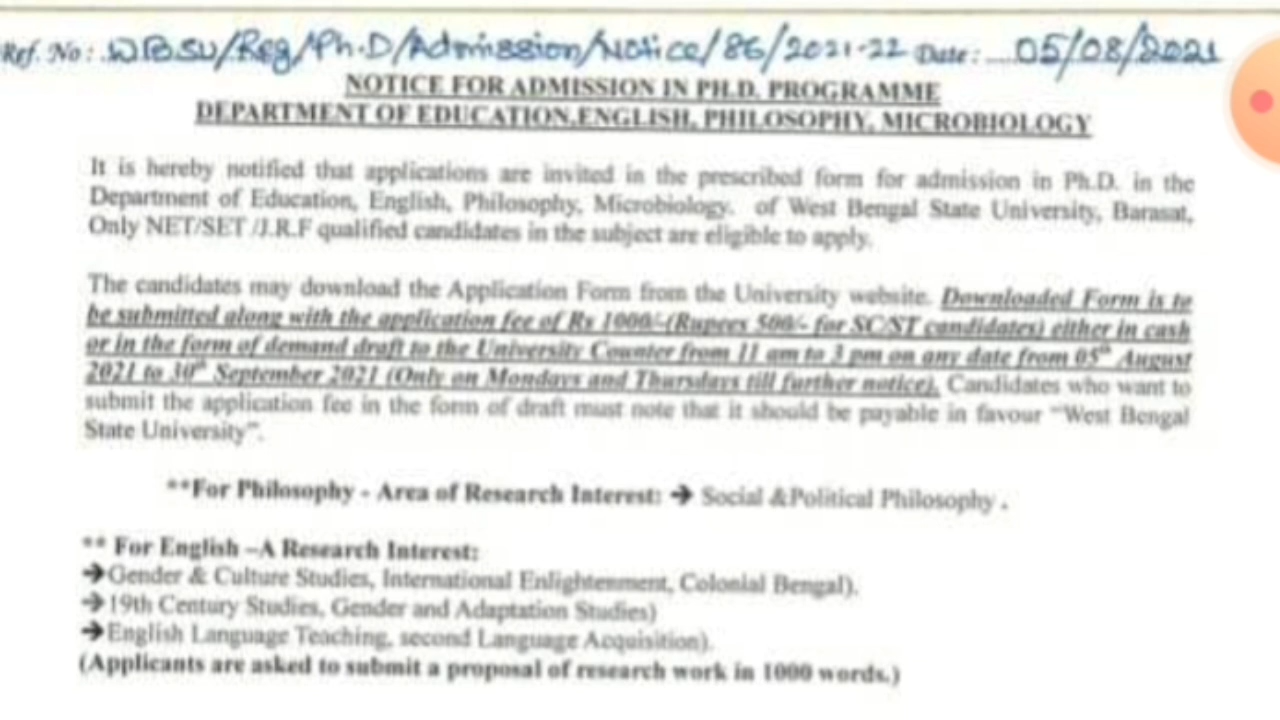 Ref. No: WBSU/Reg/Ph.D/Admission/Notice/86/2021-22 Date: 05/08/2021
NOTICE FOR ADMISSION IN PH.D. PROGRAMME
DEPARTMENT OF EDUCATION,ENGLISH, PHILOSOPHY, MICROBIOLOGY
It is hereby notified that applications are invited in the prescribed form for admission in Ph.D. in the
Department of Education, English, Philosophy, Microbiology. of West Bengal State University, Barasat,
Only NET/SET /J.R.F qualified candidates in the subject are eligible to apply.
The candidates may download the Application Form from the University website. Downloaded Form is to
be submitted along with the application fee of Rs 1000/-(Rupees 500/- for SC/ST candidates) either in cash
or in the form of demand draft to the University Counter from 11 am to 3 pm on any date from 05th August
2021 to 30th September 2021 (Only on Mondays and Thursdays till further notice). Candidates who want to
submit the application fee in the form of draft must note that it should be payable in favour "West Bengal
State University".
**For Philosophy - Area of Research Interest: ➔ Social &Political Philosophy .
** For English –A Research Interest:
➔Gender & Culture Studies, International Enlightenment, Colonial Bengal).
➔19th Century Studies, Gender and Adaptation Studies)
➔English Language Teaching, second Language Acquisition).
(Applicants are asked to submit a proposal of research work in 1000 words.)